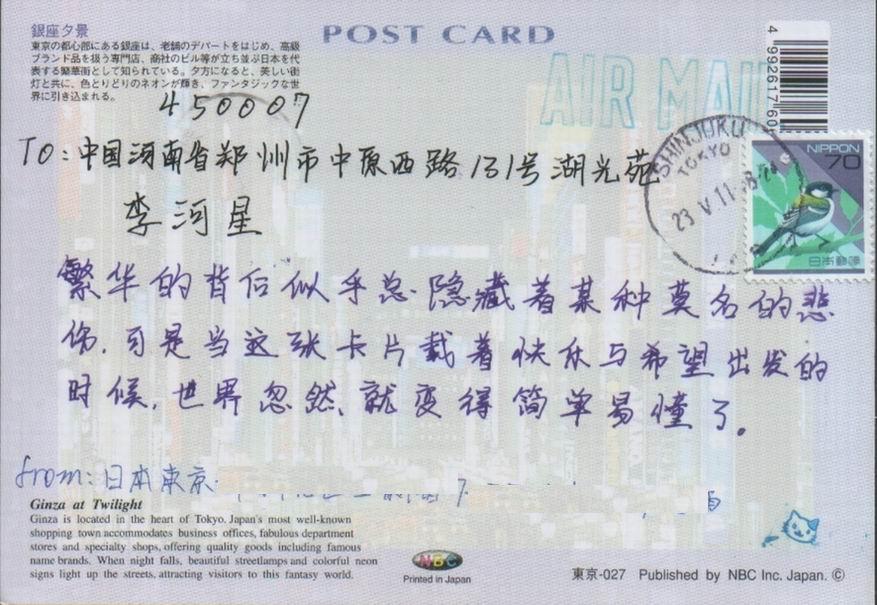 銀座夕景
POST CARD
東京の都心部にある銀座は、老舗のデパートをはじめ、高級
ブランド品を扱う専門店、商社のビル等が立ち並ぶ日本を代
表する繁華街として知られている。夕方になると、美しい街
灯と共に、色とりどりのネオンが輝き、ファンタジックな世
界に引き込まれる。
4 992617 60
AIR MAIL
450007
TO:中国河南省郑州市中原西路131号湖光苑
李河星
SHINJUKU
TOKYO
23 V 11
NIPPON
70
日本郵便
繁华的背后似乎总隐藏着某种莫名的悲
伤,可是当这张卡片载着快乐与希望出发的
时候,世界忽然就变得简单易懂了。
from:日本東京
Ginza at Twilight
Ginza is located in the heart of Tokyo. Japan's most well-known
shopping town accommodates business offices, fabulous department
stores and specialty shops, offering quality goods including famous
name brands. When night falls, beautiful streetlamps and colorful neon
signs light up the streets, attracting visitors to this fantasy world.
NBC
Printed in Japan
東京-027 Published by NBC Inc. Japan. ©